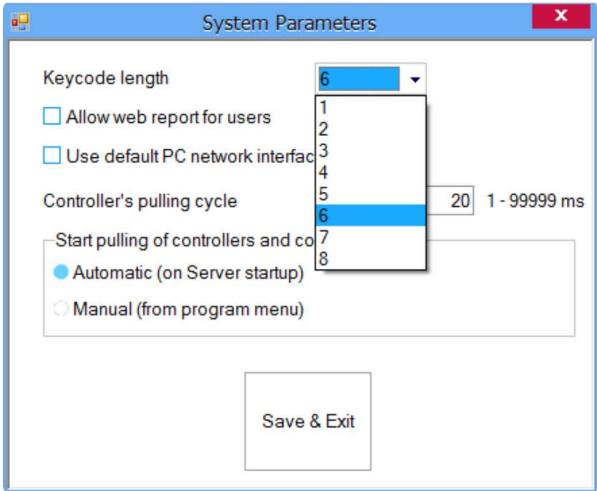 System Parameters
x
Keycode length 6
1
Allow web report for users
2
Use default PC network interfac
3
4
5
Controller's pulling cycle 20 1 - 99999 ms
6
Start pulling of controllers and co
7
8
Automatic (on Server startup)
Manual (from program menu)
Save & Exit